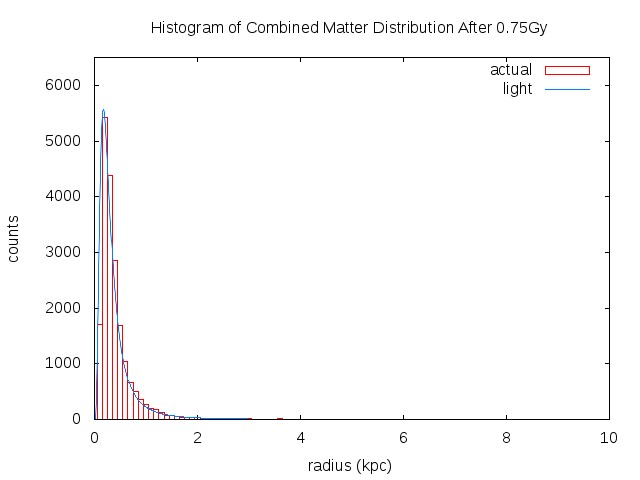 Histogram of Combined Matter Distribution After 0.75Gy
actual
light
6000
5000
4000
3000
2000
1000
0
counts
0 2 4 6 8 10
radius (kpc)